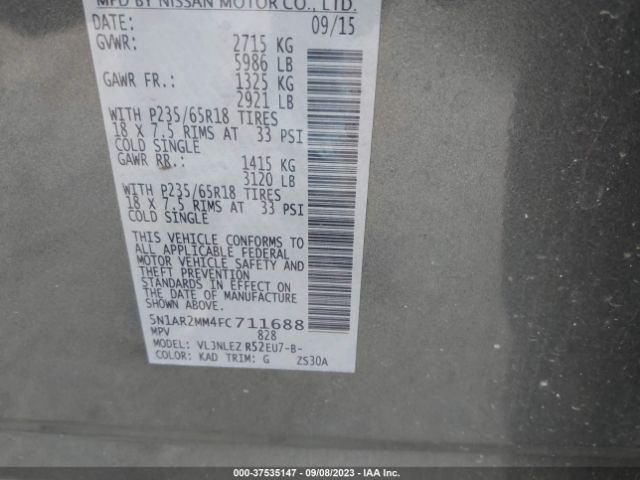 MFD BY NISSAN MOTOR CO., LTD.
DATE: 09/15
GVWR: 2715 KG
5986 LB
GAWR FR.: 1325 KG
2921 LB
WITH P235/65R18 TIRES
18 X 7.5 RIMS AT 33 PSI
COLD SINGLE
GAWR RR.: 1415 KG
3120 LB
WITH P235/65R18 TIRES
18 X 7.5 RIMS AT 33 PSI
COLD SINGLE
THIS VEHICLE CONFORMS TO
ALL APPLICABLE FEDERAL
MOTOR VEHICLE SAFETY AND
THEFT PREVENTION
STANDARDS IN EFFECT ON
THE DATE OF MANUFACTURE
SHOWN ABOVE.
5N1AR2MM4FC711688
MPV 828
MODEL: VLJNLEZ R52EU7-B-
COLOR: KAD TRIM: G ZS30A
000-37535147 - 09/08/2023 - IAA Inc.